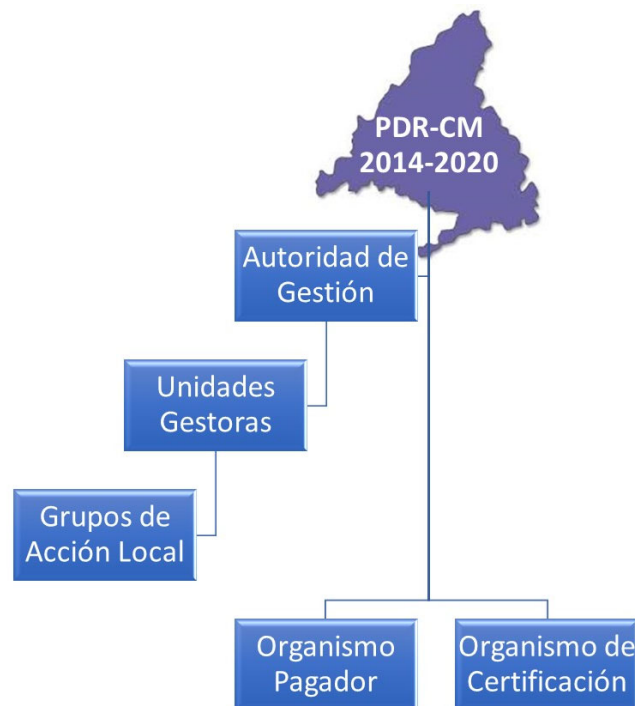 PDR-CM
2014-2020
Autoridad de
Gestión
Unidades
Gestoras
Grupos de
Acción Local
Organismo
Pagador
Organismo de
Certificación